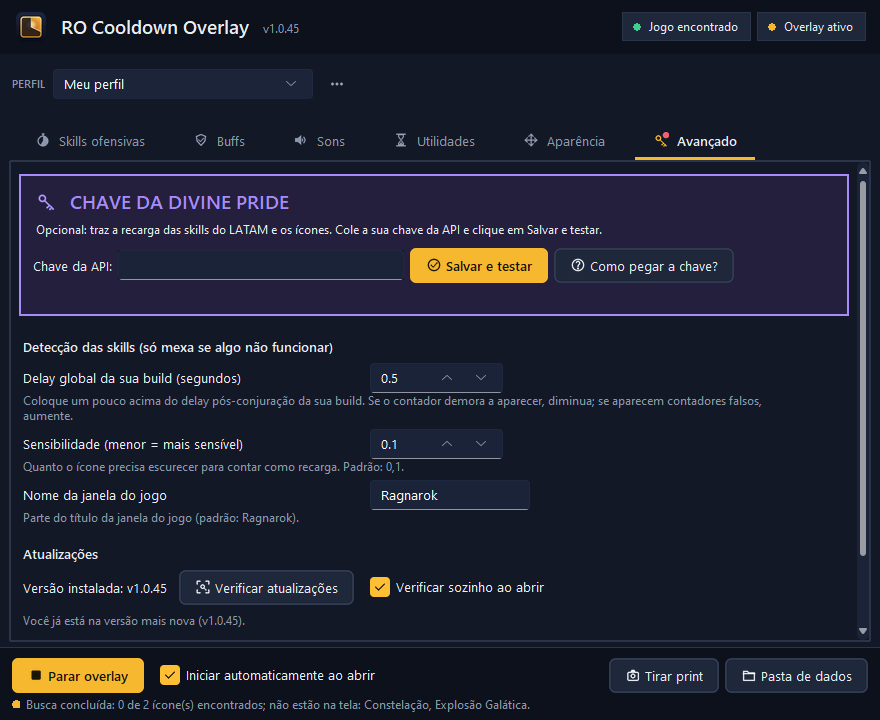 RO Cooldown Overlay v1.0.45
Jogo encontrado
Overlay ativo
PERFIL
Meu perfil
Skills ofensivas
Buffs
Sons
Utilidades
Aparência
Avançado
CHAVE DA DIVINE PRIDE
Opcional: traz a recarga das skills do LATAM e os ícones. Cole a sua chave da API e clique em Salvar e testar.
Chave da API:
Salvar e testar
Como pegar a chave?
Detecção das skills (só mexa se algo não funcionar)
Delay global da sua build (segundos)
0.5
Coloque um pouco acima do delay pós-conjuração da sua build. Se o contador demora a aparecer, diminua; se aparecem contadores falsos,
aumente.
Sensibilidade (menor = mais sensível)
0.1
Quanto o ícone precisa escurecer para contar como recarga. Padrão: 0,1.
Nome da janela do jogo
Ragnarok
Parte do título da janela do jogo (padrão: Ragnarok).
Atualizações
Versão instalada: v1.0.45
Verificar atualizações
Verificar sozinho ao abrir
Você já está na versão mais nova (v1.0.45).
Parar overlay
Iniciar automaticamente ao abrir
Tirar print
Pasta de dados
Busca concluída: 0 de 2 ícone(s) encontrados; não estão na tela: Constelação, Explosão Galática.